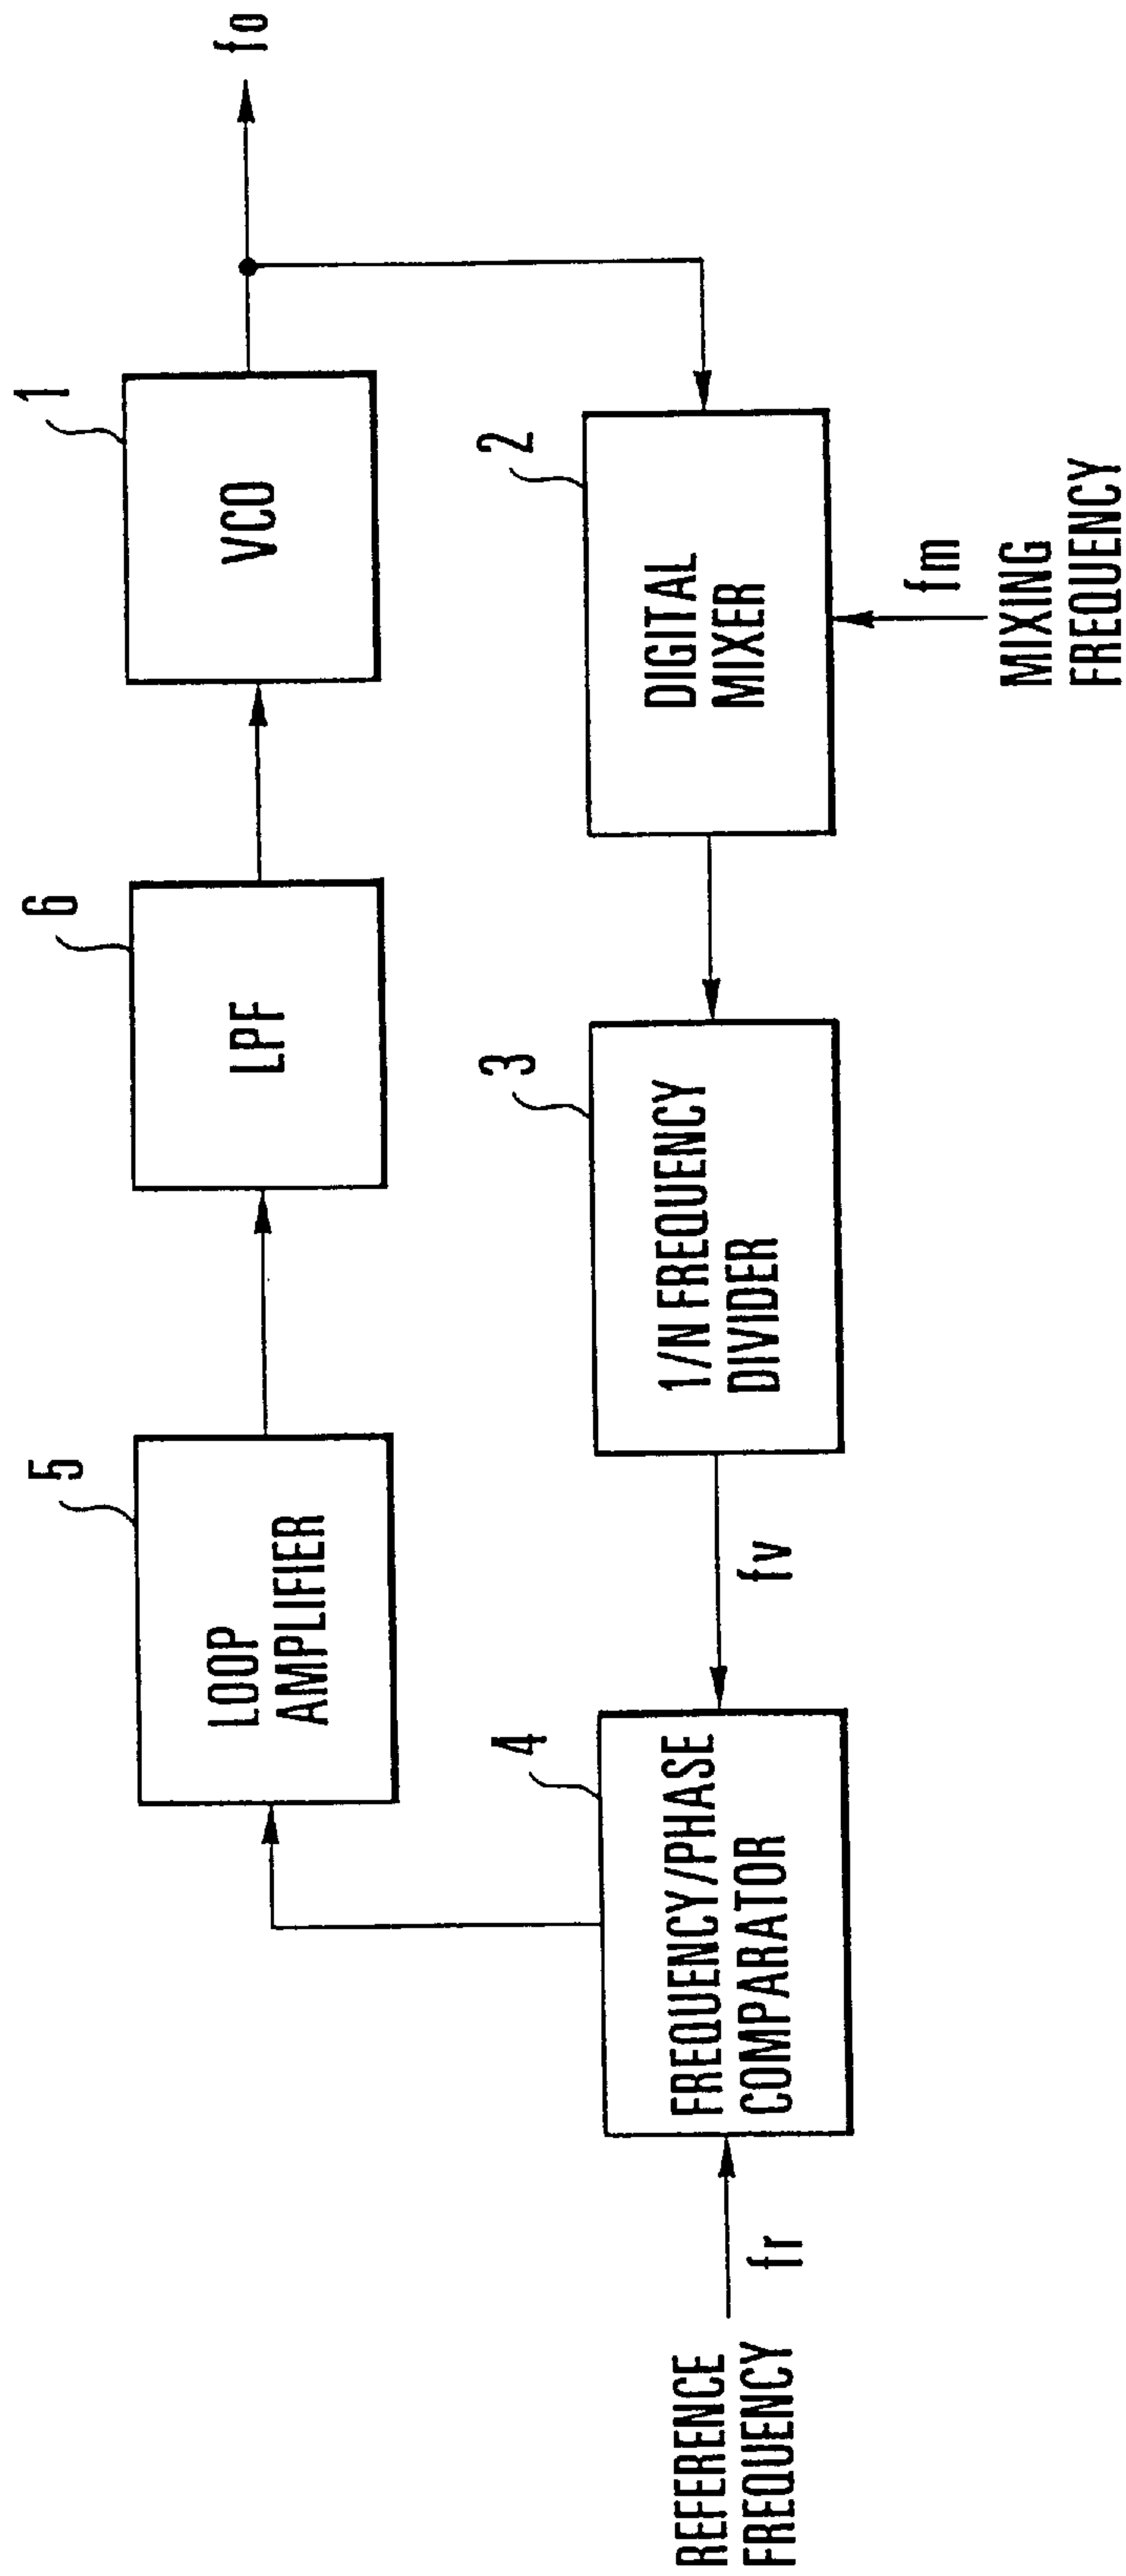 5
LOOP
AMPLIFIER
6
LPF
1
VCO
fo
REFERENCE
FREQUENCY
fr
4
FREQUENCY/PHASE
COMPARATOR
fv
3
1/N FREQUENCY
DIVIDER
2
DIGITAL
MIXER
fm
MIXING
FREQUENCY